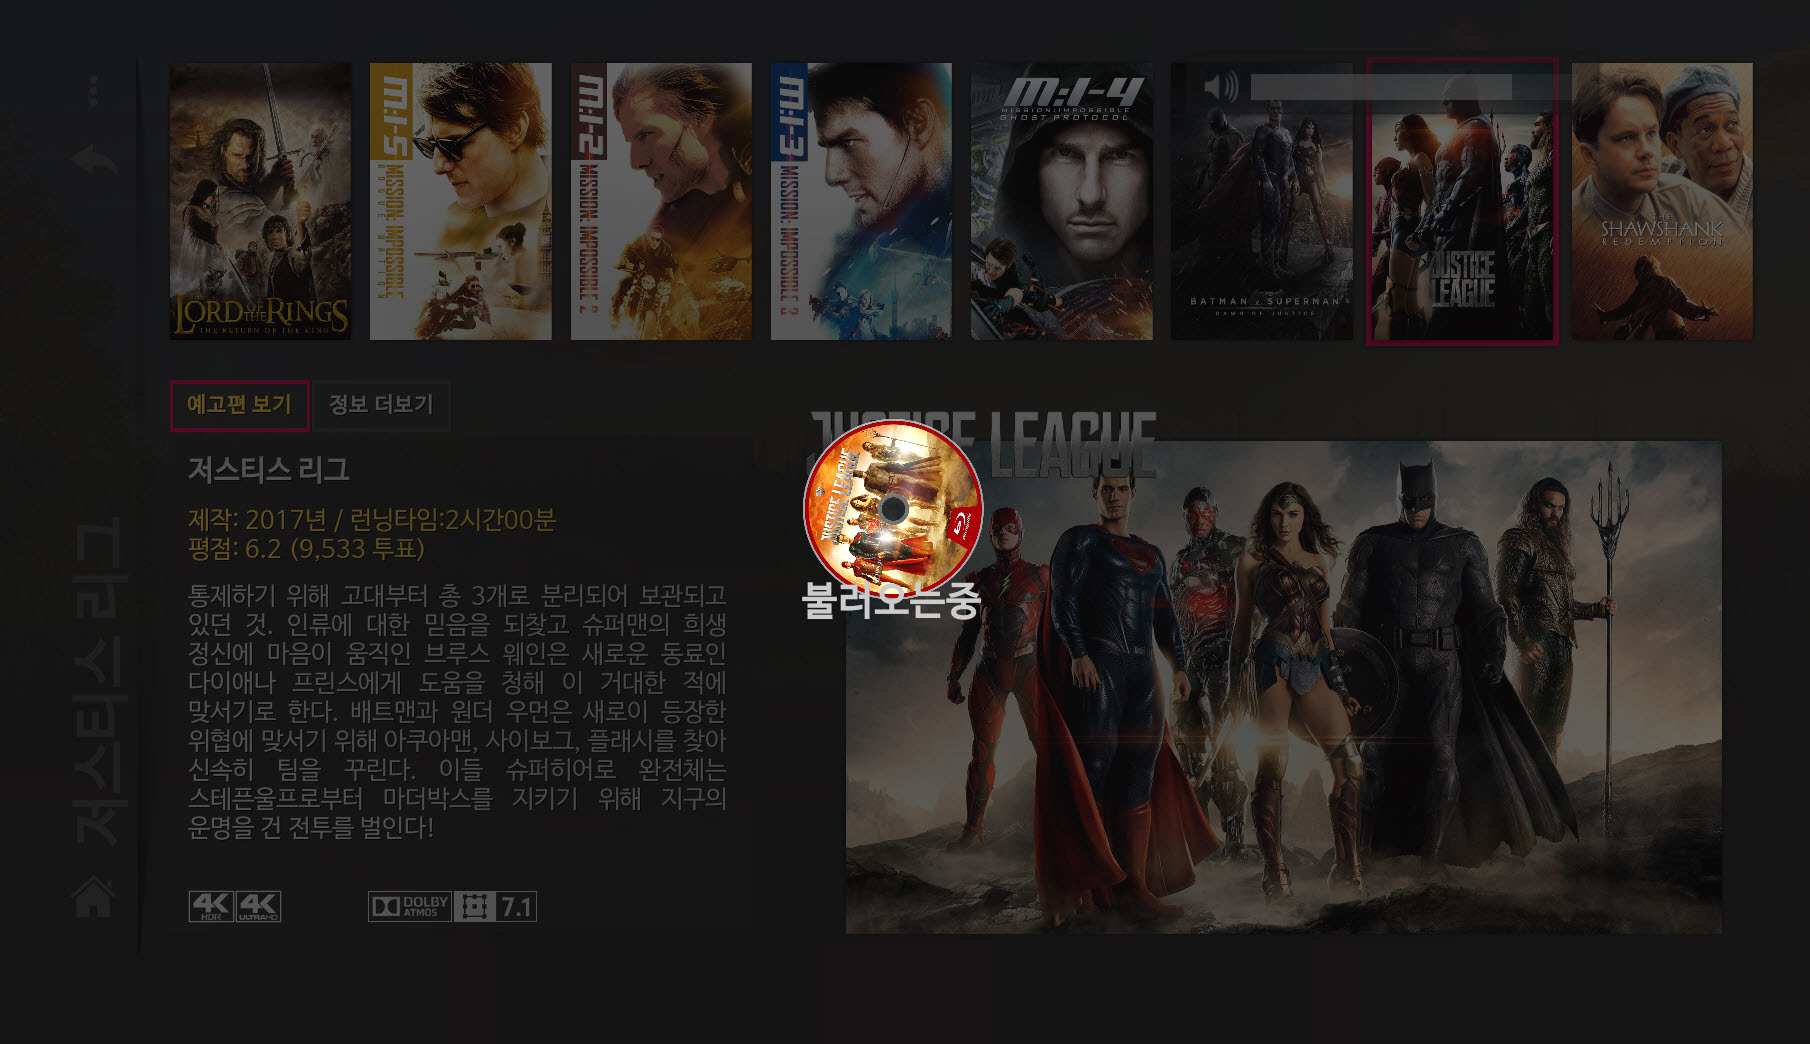 THE LORD OF THE RINGS
THE RETURN OF THE KING
M:I-5
MISSION: IMPOSSIBLE
ROGUE NATION
M:I-2
MISSION: IMPOSSIBLE 2
M:I-3
MISSION: IMPOSSIBLE 3
M:I-4
MISSION: IMPOSSIBLE
GHOST PROTOCOL
BATMAN v SUPERMAN
DAWN OF JUSTICE
JUSTICE
LEAGUE
THE
SHAWSHANK
REDEMPTION
저스티스 리그
예고편 보기
정보 더보기
저스티스 리그
제작: 2017년 / 런닝타임:2시간00분
평점: 6.2 (9,533 투표)
통제하기 위해 고대부터 총 3개로 분리되어 보관되고
있던 것. 인류에 대한 믿음을 되찾고 슈퍼맨의 희생
정신에 마음이 움직인 브루스 웨인은 새로운 동료인
다이애나 프린스에게 도움을 청해 이 거대한 적에
맞서기로 한다. 배트맨과 원더 우먼은 새로이 등장한
위협에 맞서기 위해 아쿠아맨, 사이보그, 플래시를 찾아
신속히 팀을 꾸린다. 이들 슈퍼히어로 완전체는
스테픈울프로부터 마더박스를 지키기 위해 지구의
운명을 건 전투를 벌인다!
4K HDR 4K ULTRA HD DOLBY ATMOS 7.1
JUSTICE LEAGUE
JUSTICE LEAGUE
불러오는중